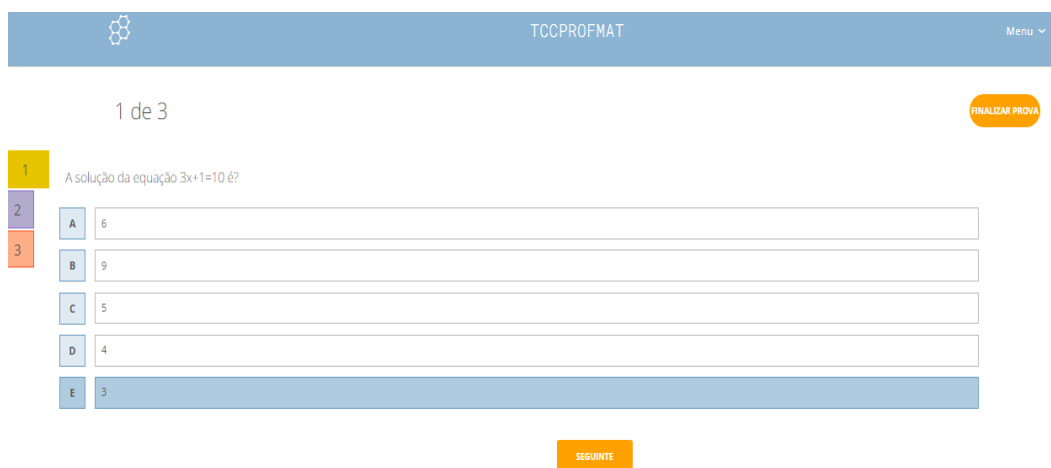 TCCPROFMAT
Menu
1 de 3
FINALIZAR PROVA
1
A solução da equação 3x+1=10 é?
2
3
A 6
B 9
C 5
D 4
E 3
SEGUINTE